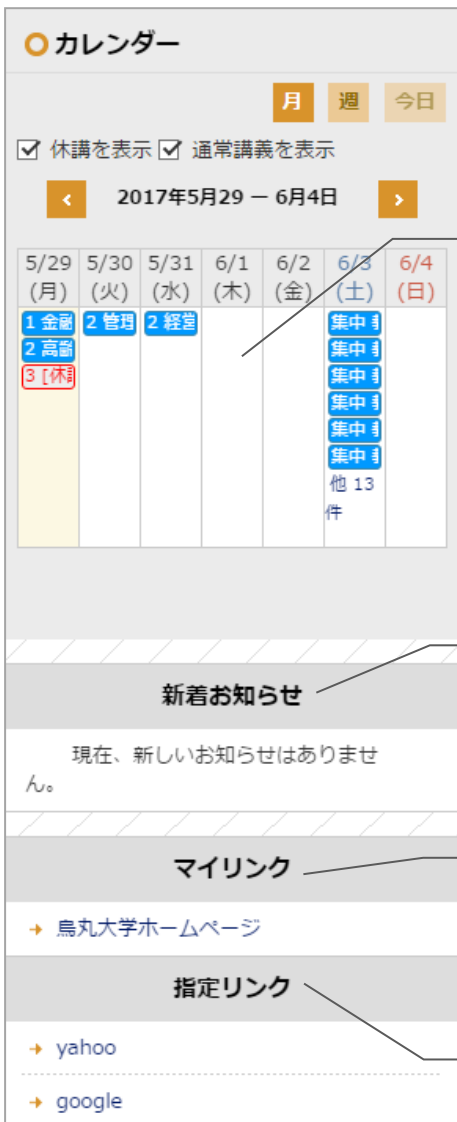 カレンダー
月 週 今日
休講を表示 通常講義を表示
2017年5月29 － 6月4日
5/29 5/30 5/31 6/1 6/2 6/3 6/4
(月) (火) (水) (木) (金) (土) (日)
1 金融 2 管理 2 経営 集中
2 高齢 集中
3 [休講 集中
集中
集中
集中
他 13
件
新着お知らせ
現在、新しいお知らせはありませ
ん。
マイリンク
烏丸大学ホームページ
指定リンク
yahoo
google